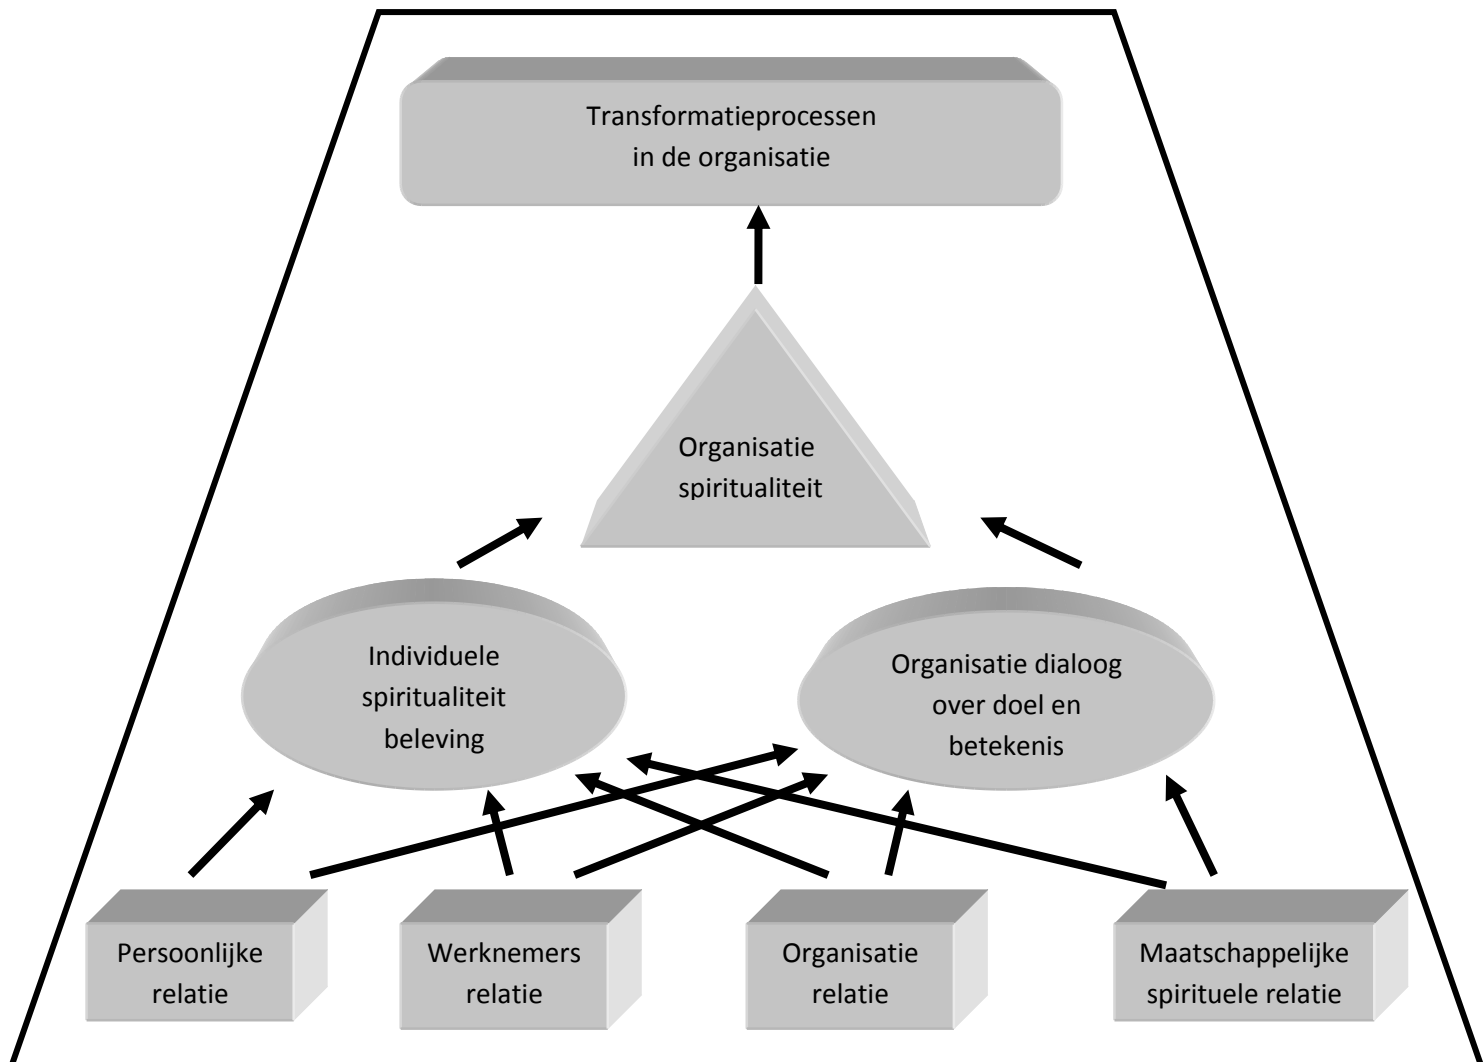 Transformatieprocessen
in de organisatie
Organisatie
spiritualiteit
Individuele
spiritualiteit
beleving
Organisatie dialoog
over doel en
betekenis
Persoonlijke
relatie
Werknemers
relatie
Organisatie
relatie
Maatschappelijke
spirituele relatie